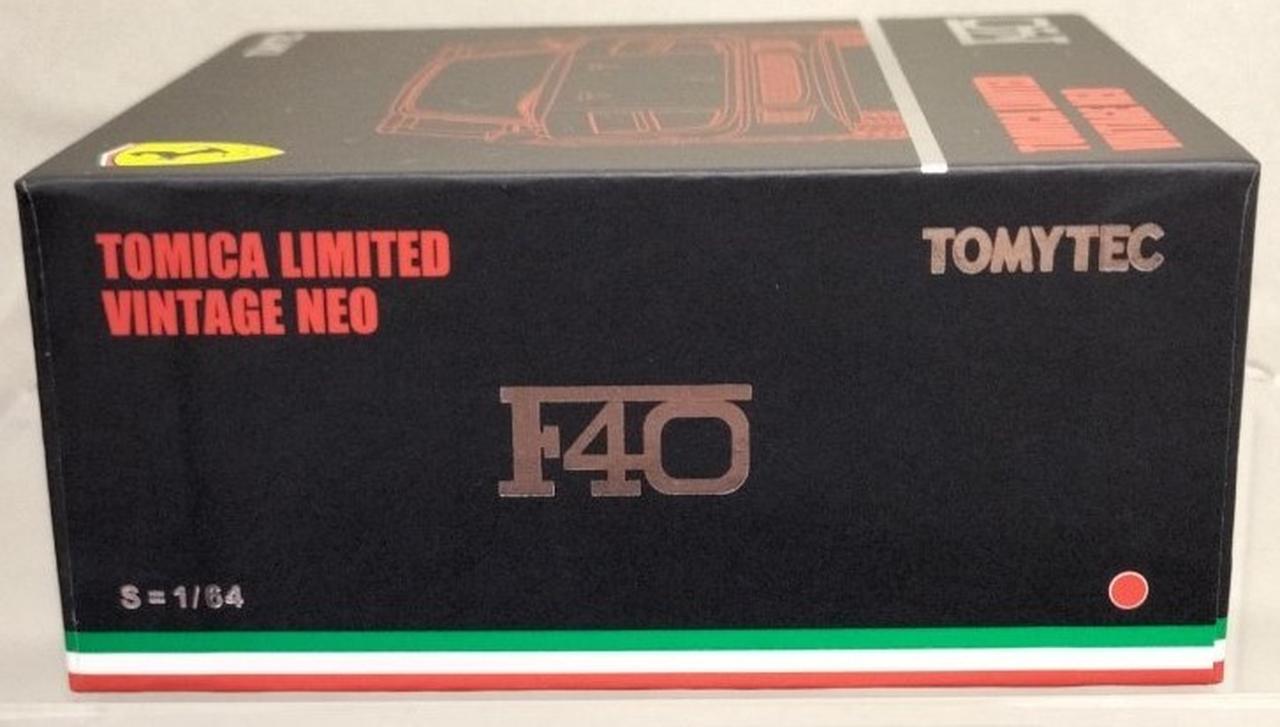 TOMICA LIMITED
VINTAGE NEO
TOMYTEC
F40
S=1/64